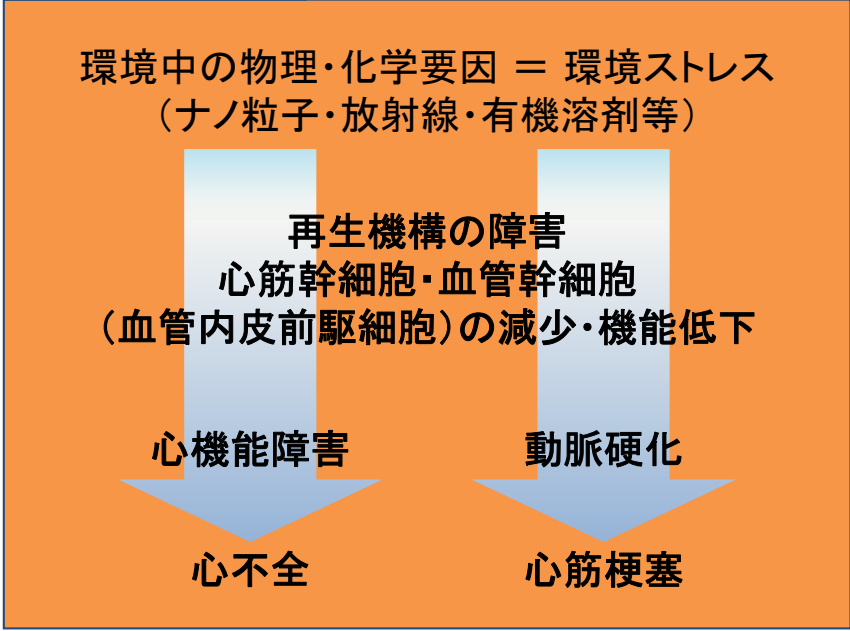 環境中の物理・化学要因 ＝ 環境ストレス
（ナノ粒子・放射線・有機溶剤等）
再生機構の障害
心筋幹細胞・血管幹細胞
（血管内皮前駆細胞）の減少・機能低下
心機能障害 動脈硬化
心不全 心筋梗塞